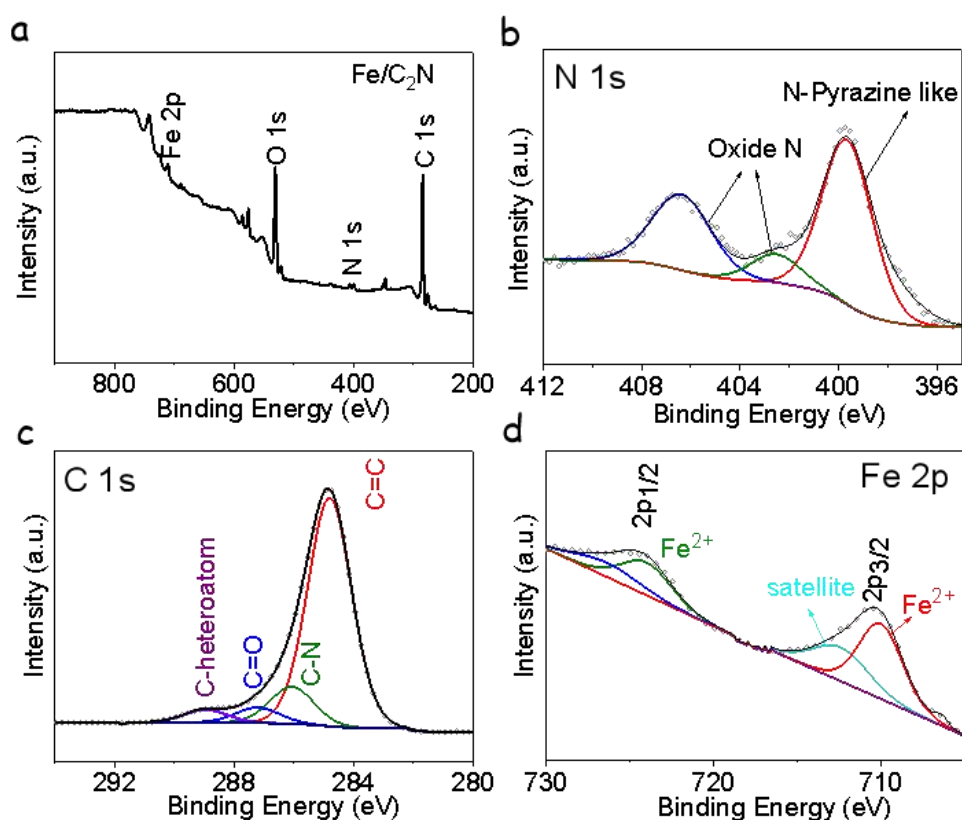 a
Fe/C₂N
Fe 2p
O 1s
N 1s
C 1s
Intensity (a.u.)
800 600 400 200
Binding Energy (eV)
b
N 1s
N-Pyrazine like
Oxide N
Intensity (a.u.)
412 408 404 400 396
Binding Energy (eV)
c
C 1s
C=C
C-heteroatom
C=O
C-N
Intensity (a.u.)
292 288 284 280
Binding Energy (eV)
d
Fe 2p
2p1/2
Fe²⁺
satellite
2p3/2
Fe²⁺
Intensity (a.u.)
730 720 710
Binding Energy (eV)